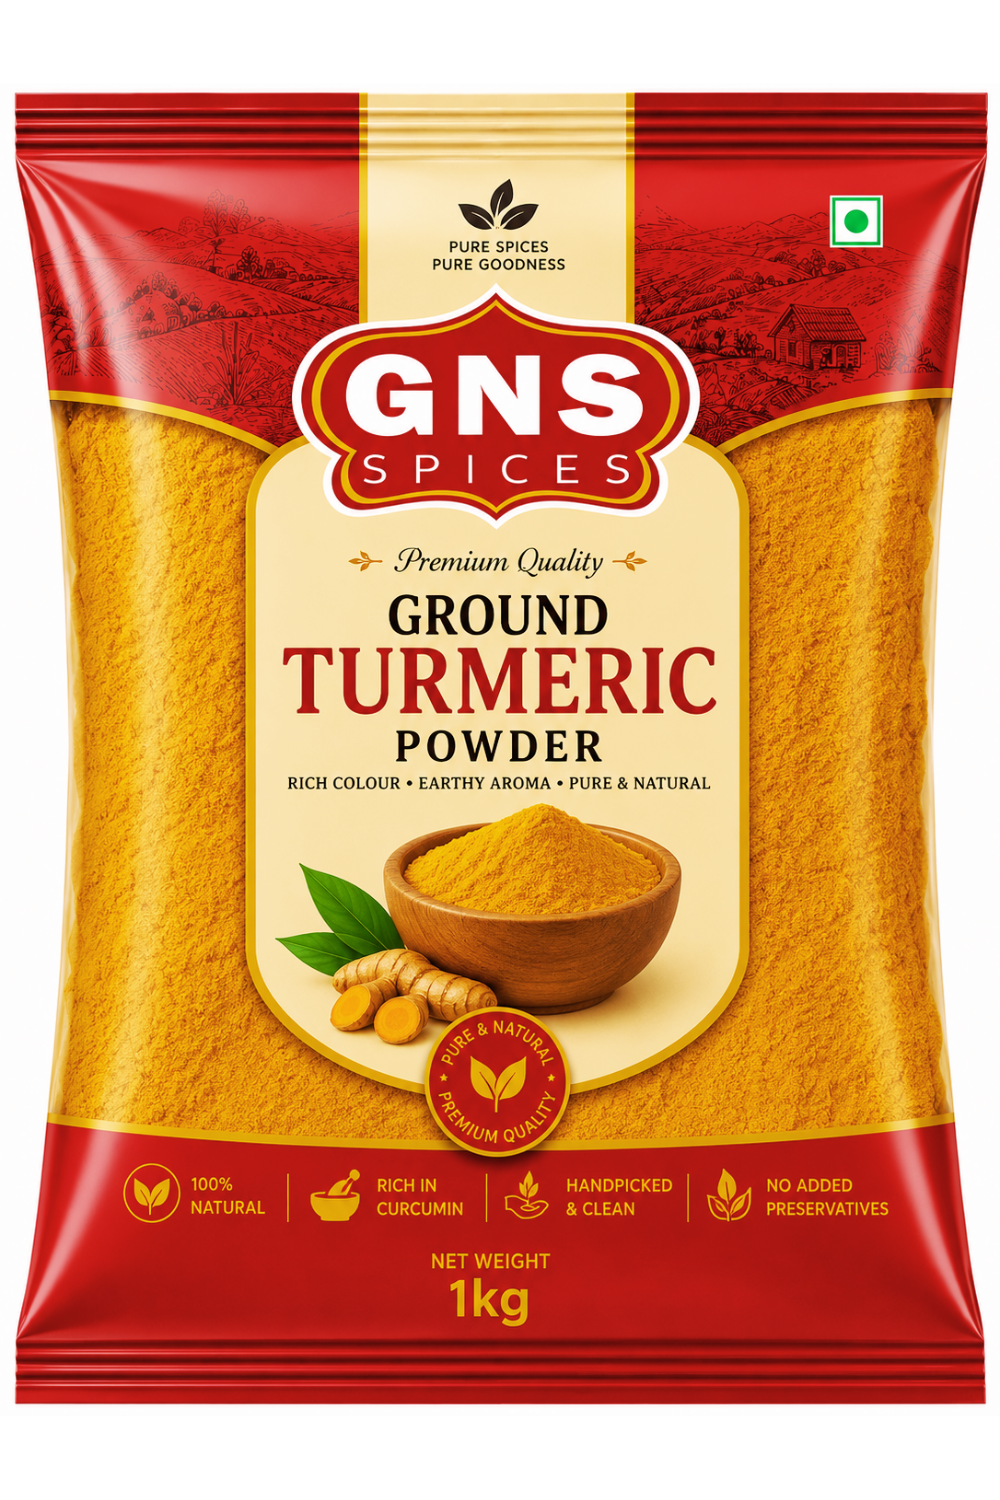 PURE SPICES
PURE GOODNESS
GNS
SPICES
Premium Quality
GROUND
TURMERIC
POWDER
RICH COLOUR • EARTHY AROMA • PURE & NATURAL
PURE & NATURAL
PREMIUM QUALITY
100%
NATURAL
RICH IN
CURCUMIN
HANDPICKED
& CLEAN
NO ADDED
PRESERVATIVES
NET WEIGHT
1kg